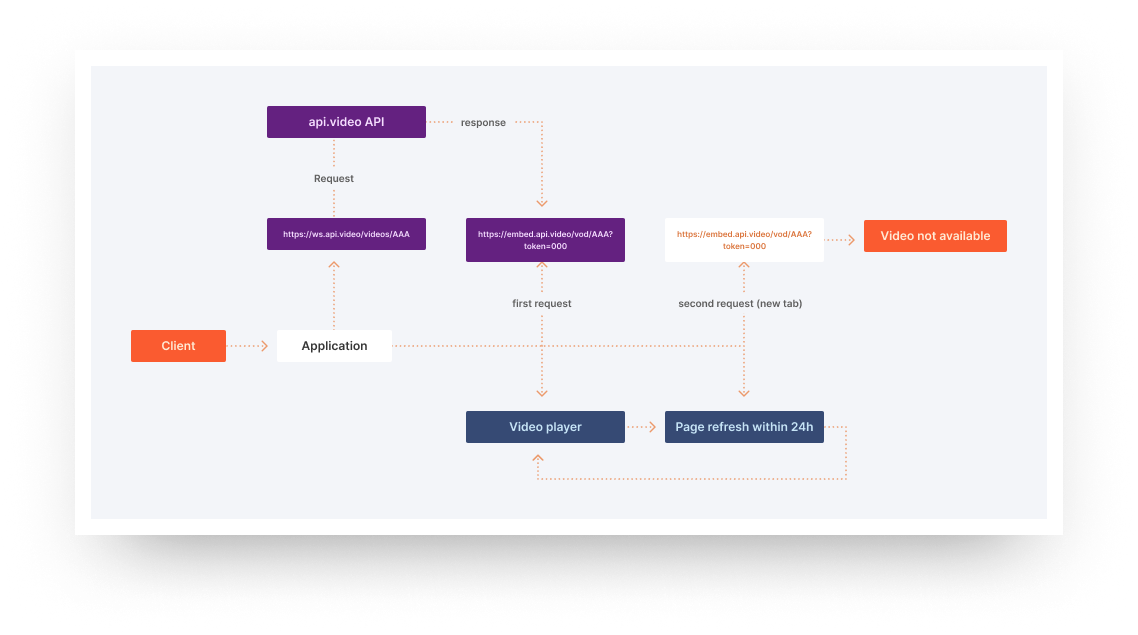 api.video API
response
Request
https://ws.api.video/videos/AAA
https://embed.api.video/vod/AAA?
token=000
https://embed.api.video/vod/AAA?
token=000
Video not available
first request
second request (new tab)
Client
Application
Video player
Page refresh within 24h